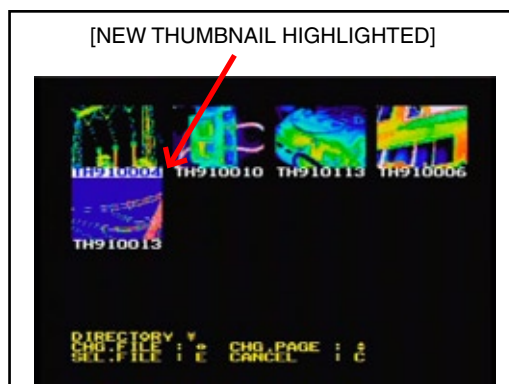 [NEW THUMBNAIL HIGHLIGHTED]
TH910004 TH910010 TH910113 TH910006
TH910013
DIRECTORY ¥
CHG.FILE : ↔ CHG.PAGE : ↕
SEL.FILE : E CANCEL : C